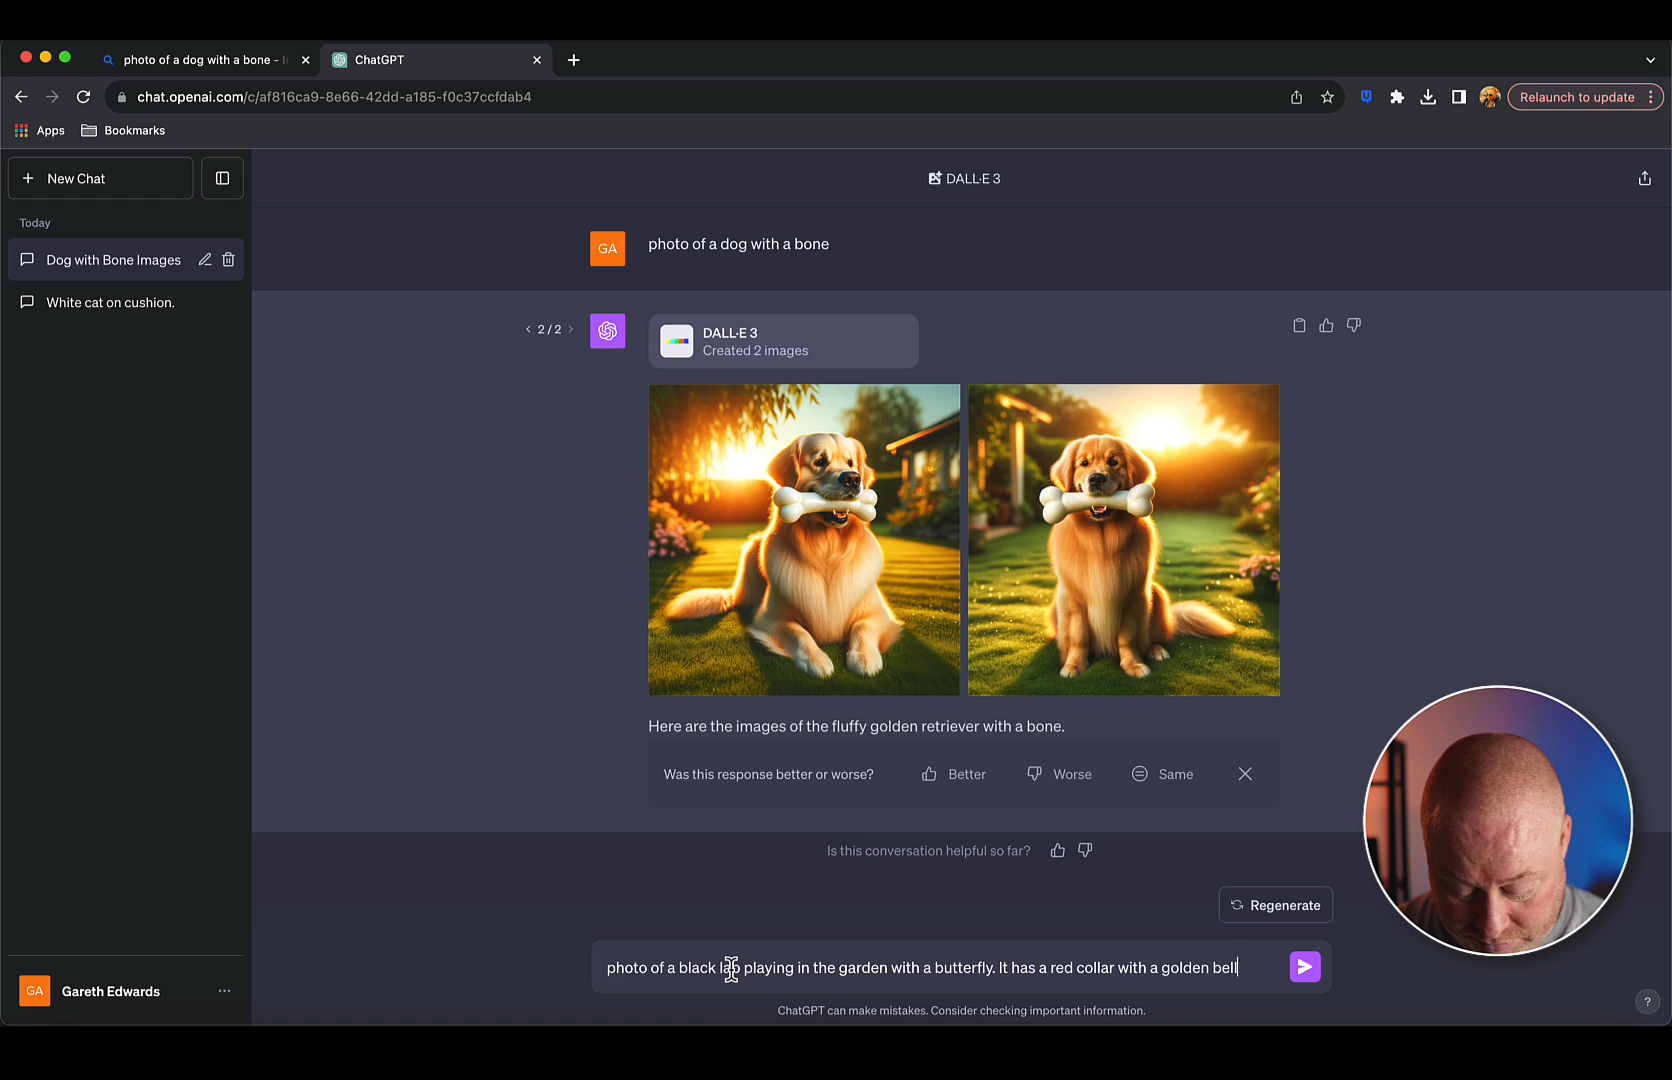 photo of a dog with a bone - I
ChatGPT
chat.openai.com/c/af816ca9-8e66-42dd-a185-f0c37ccfdab4
Relaunch to update
Apps
Bookmarks
New Chat
DALL·E 3
Today
GA
photo of a dog with a bone
Dog with Bone Images
White cat on cushion.
2 / 2
DALL·E 3
Created 2 images
Here are the images of the fluffy golden retriever with a bone.
Was this response better or worse?
Better
Worse
Same
Is this conversation helpful so far?
Regenerate
photo of a black lab playing in the garden with a butterfly. It has a red collar with a golden bell
GA
Gareth Edwards
ChatGPT can make mistakes. Consider checking important information.
?